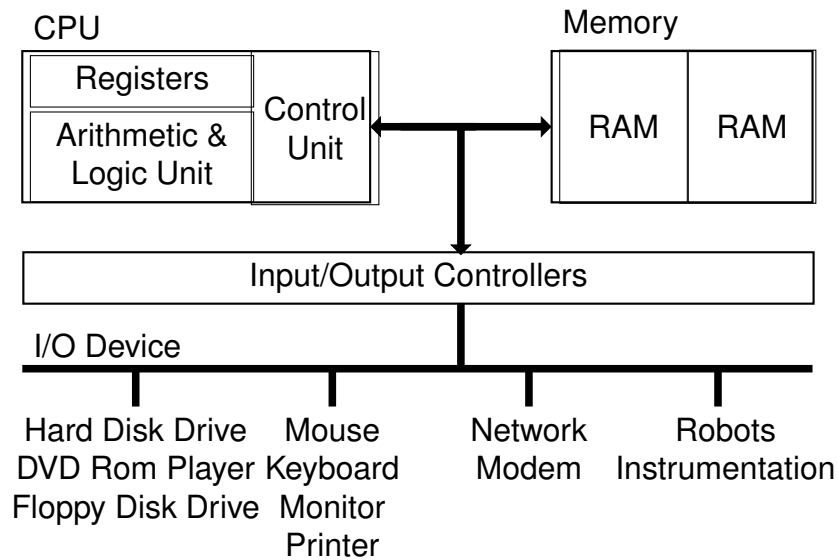 CPU
Memory
Registers
Arithmetic &
Logic Unit
Control
Unit
RAM
RAM
Input/Output Controllers
I/O Device
Hard Disk Drive
DVD Rom Player
Floppy Disk Drive
Mouse
Keyboard
Monitor
Printer
Network
Modem
Robots
Instrumentation